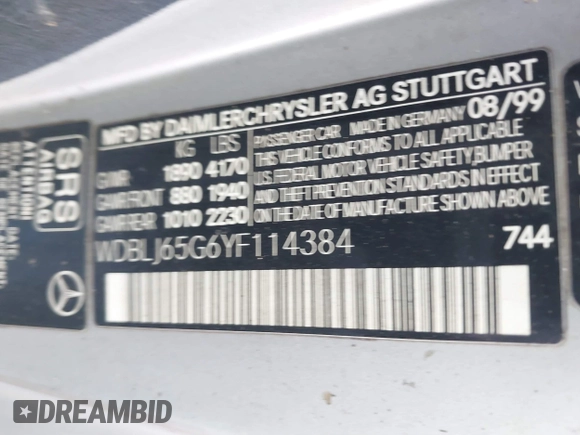 MFD BY DAIMLERCHRYSLER AG STUTTGART
KG LBS
GVWR 1890 4170
GAWR FRONT 880 1940
GAWR REAR 1010 2230
PASSENGER CAR MADE IN GERMANY 08/99
THIS VEHICLE CONFORMS TO ALL APPLICABLE
U.S. FEDERAL MOTOR VEHICLE SAFETY, BUMPER
AND THEFT PREVENTION STANDARDS IN EFFECT
ON THE DATE OF MANUFACTURE SHOWN ABOVE.
WDBLJ65G6YF114384
744
SRS
AIRBAG
ATTENTION
DREAMBID